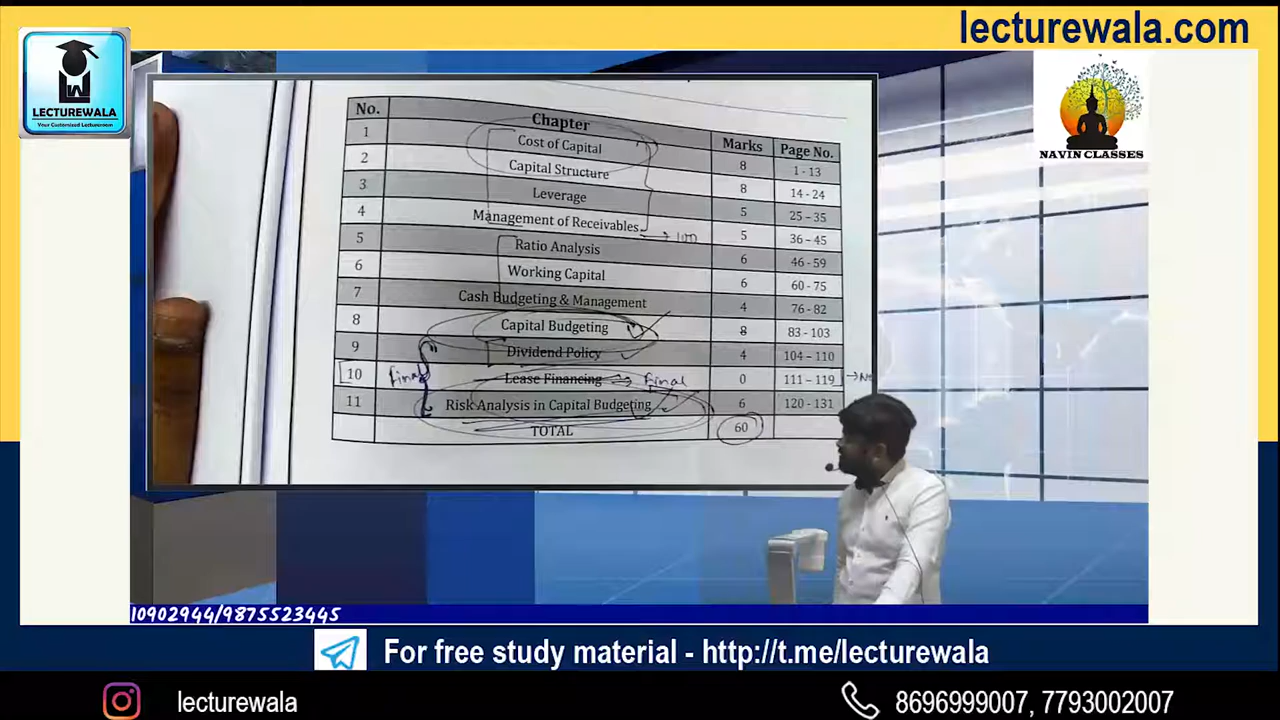 lecturewala.com
LECTUREWALA
Your Customized Lectureroom
NAVIN CLASSES
No. Chapter Marks Page No.
1 Cost of Capital 8 1 - 13
2 Capital Structure 8 14 - 24
3 Leverage 5 25 - 35
4 Management of Receivables 5 36 - 45
→ 100
5 Ratio Analysis 6 46 - 59
6 Working Capital 6 60 - 75
7 Cash Budgeting & Management 4 76 - 82
8 Capital Budgeting 8 83 - 103
9 Dividend Policy 4 104 - 110
10 Final Lease Financing → Final 0 111 - 119
11 Risk Analysis in Capital Budgeting 6 120 - 131
TOTAL 60
10902944/9875523445
For free study material - http://t.me/lecturewala
lecturewala 8696999007, 7793002007